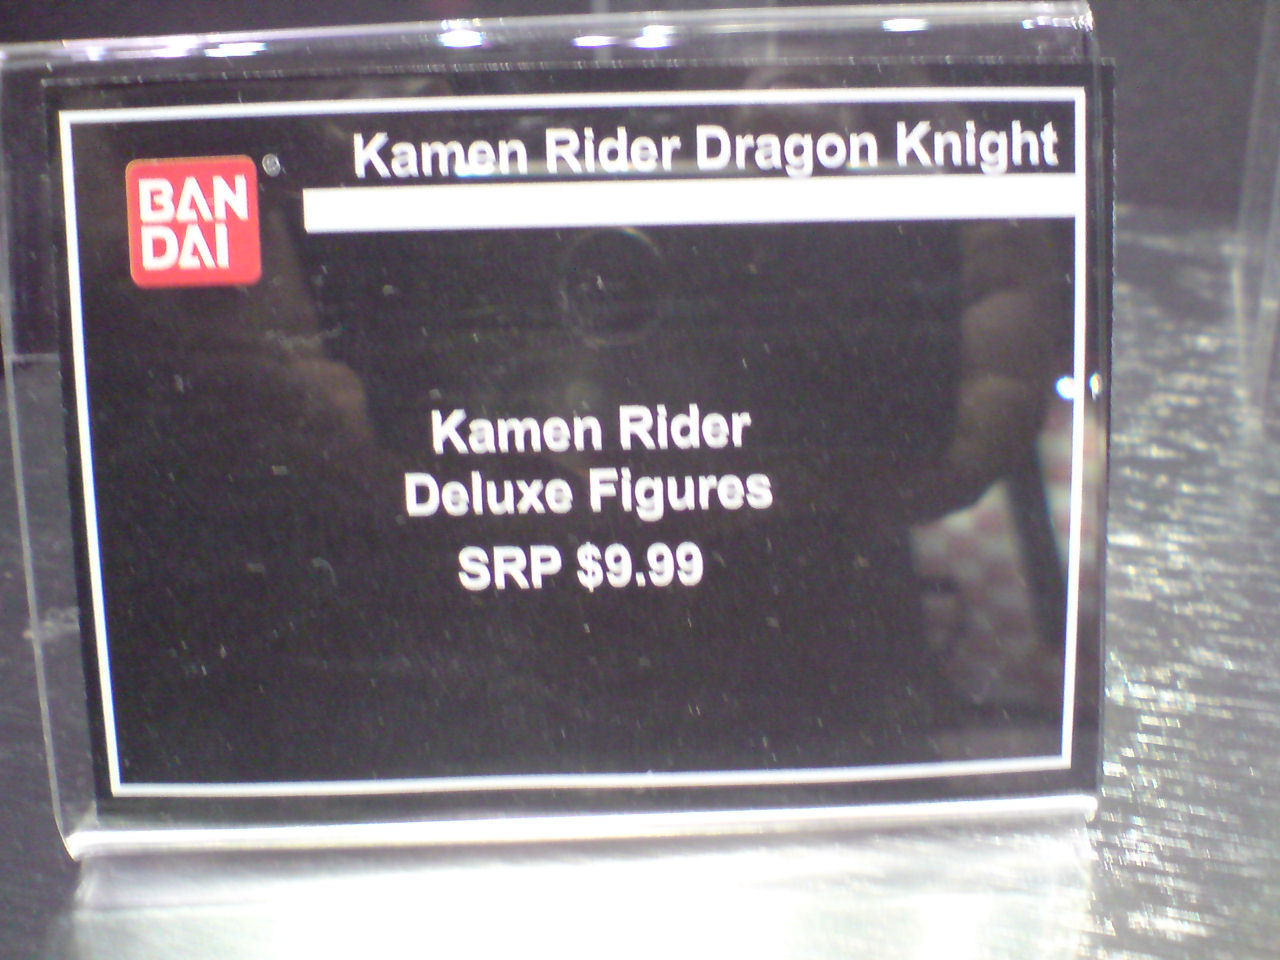 Kamen Rider Dragon Knight
BAN
DAI
Kamen Rider
Deluxe Figures
SRP $9.99